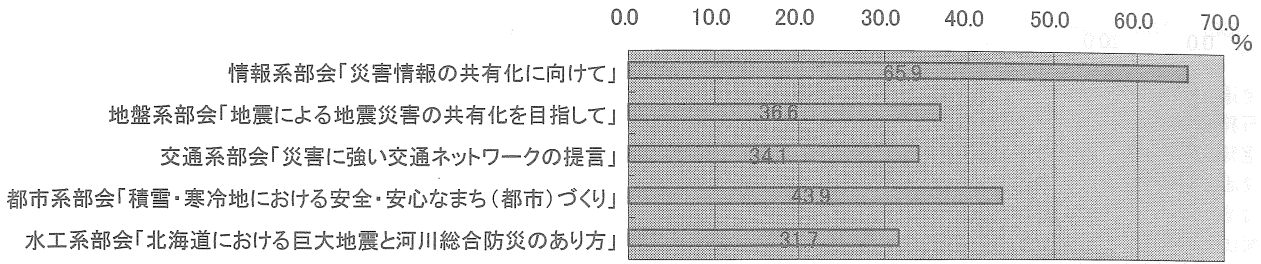 0.0 10.0 20.0 30.0 40.0 50.0 60.0 70.0
%
情報系部会「災害情報の共有化に向けて」 65.9
地盤系部会「地震による地震災害の共有化を目指して」 36.6
交通系部会「災害に強い交通ネットワークの提言」 34.1
都市系部会「積雪・寒冷地における安全・安心なまち(都市)づくり」 43.9
水工系部会「北海道における巨大地震と河川総合防災のあり方」 31.7